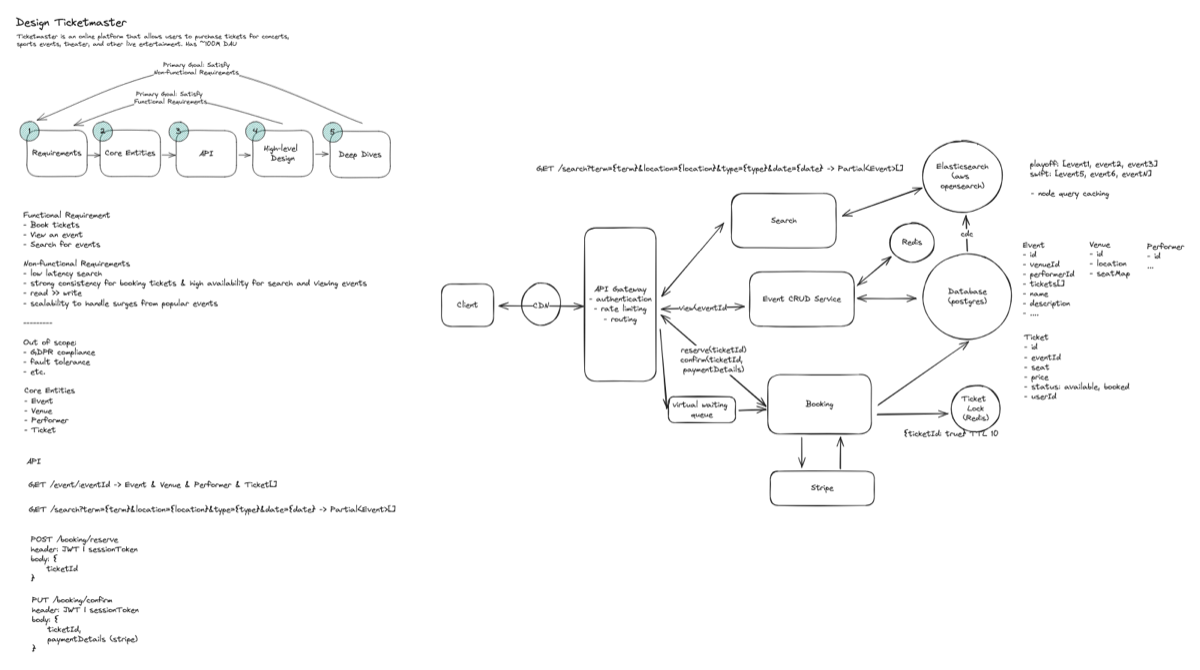 Design Ticketmaster
Ticketmaster is an online platform that allows users to purchase tickets for concerts,
sports events, theater, and other live entertainment. Has ~100M DAU
Primary Goal: Satisfy
Non-functional Requirements
Primary Goal: Satisfy
Functional Requirements
1
Requirements
2
Core Entities
3
API
4
High-level
Design
5
Deep Dives
Functional Requirement
- Book tickets
- View an event
- Search for events
Non-functional Requirements
- low latency search
- strong consistency for booking tickets & high availability for search and viewing events
- read >> write
- scalability to handle surges from popular events
---------
Out of scope:
- GDPR compliance
- fault tolerance
- etc.
Core Entities
- Event
- Venue
- Performer
- Ticket
API
GET /event/:eventId -> Event & Venue & Performer & Ticket[]
GET /search?term={term}&location={location}&type={type}&date={date} -> Partial<Event>[]
POST /booking/reserve
header: JWT | sessionToken
body: {
ticketId
}
PUT /booking/confirm
header: JWT | sessionToken
body: {
ticketId,
paymentDetails (stripe)
}
GET /search?term={term}&location={location}&type={type}&date={date} -> Partial<Event>[]
Client
CDN
API Gateway
- authentication
- rate limiting
- routing
Search
Event CRUD Service
view(eventId)
reserve(ticketId)
confirm(ticketId,
paymentDetails)
virtual waiting
queue
Booking
Stripe
Redis
Elasticsearch
(aws
opensearch)
cdc
Database
(postgres)
Ticket
Lock
(Redis)
{ticketId: true} TTL 10
playoff: [event1, event2, event3]
swift: [event5, event6, eventN]
- node query caching
Event
- id
- venueId
- performerId
- tickets[]
- name
- description
- ....
Venue
- id
- location
- seatMap
Performer
- id
...
Ticket
- id
- eventId
- seat
- price
- status: available, booked
- userId